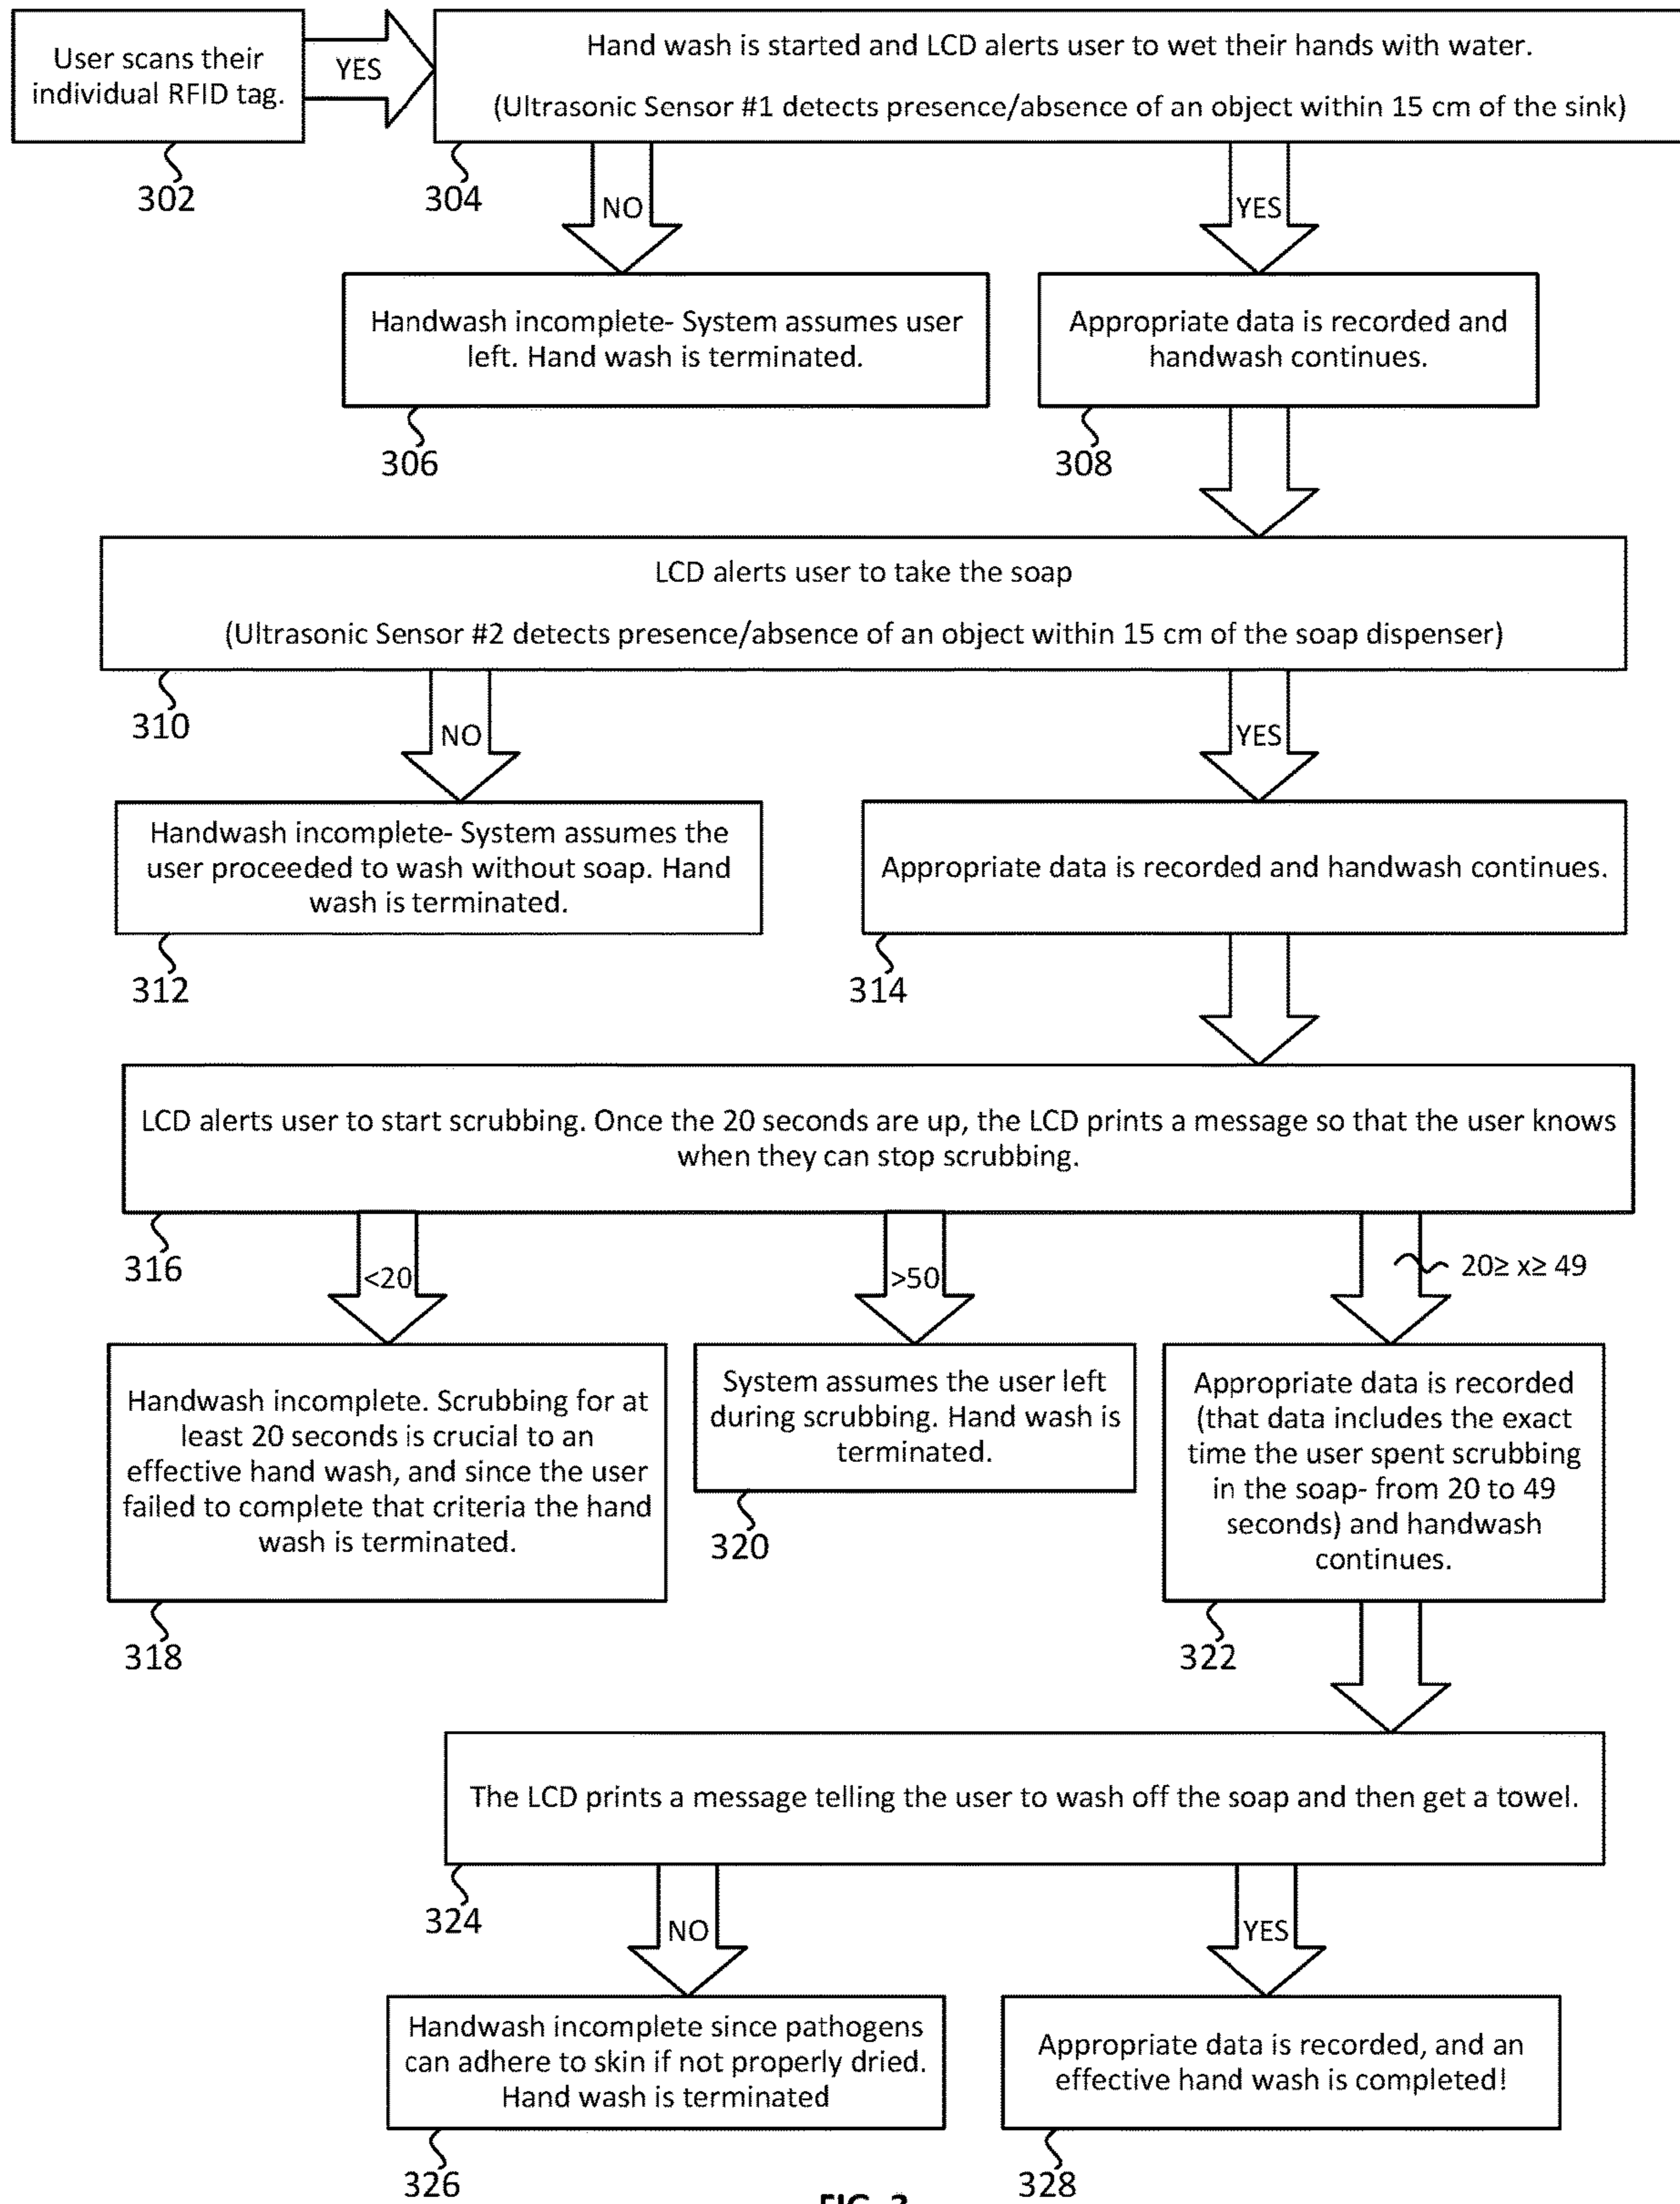 User scans their
individual RFID tag.
YES
Hand wash is started and LCD alerts user to wet their hands with water.
(Ultrasonic Sensor #1 detects presence/absence of an object within 15 cm of the sink)
302
304
NO
YES
Handwash incomplete- System assumes user
left. Hand wash is terminated.
Appropriate data is recorded and
handwash continues.
306
308
LCD alerts user to take the soap
(Ultrasonic Sensor #2 detects presence/absence of an object within 15 cm of the soap dispenser)
310
NO
YES
Handwash incomplete- System assumes the
user proceeded to wash without soap. Hand
wash is terminated.
Appropriate data is recorded and handwash continues.
312
314
LCD alerts user to start scrubbing. Once the 20 seconds are up, the LCD prints a message so that the user knows
when they can stop scrubbing.
316
<20
>50
20≥ x≥ 49
Handwash incomplete. Scrubbing for at
least 20 seconds is crucial to an
effective hand wash, and since the user
failed to complete that criteria the hand
wash is terminated.
System assumes the user left
during scrubbing. Hand wash is
terminated.
Appropriate data is recorded
(that data includes the exact
time the user spent scrubbing
in the soap- from 20 to 49
seconds) and handwash
continues.
318
320
322
The LCD prints a message telling the user to wash off the soap and then get a towel.
324
NO
YES
Handwash incomplete since pathogens
can adhere to skin if not properly dried.
Hand wash is terminated
Appropriate data is recorded, and an
effective hand wash is completed!
326
328
FIG. 3